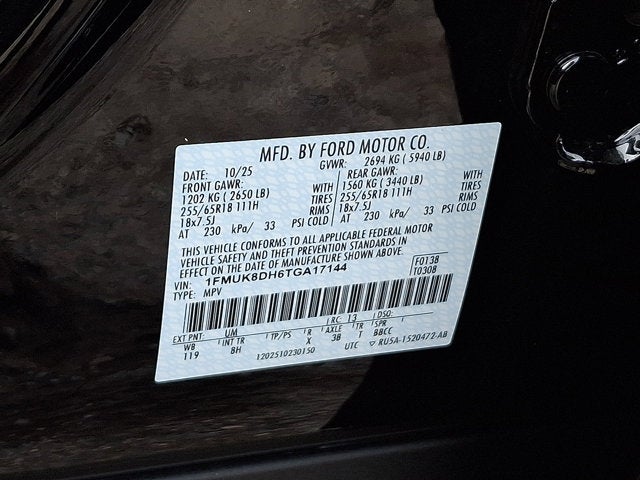 MFD. BY FORD MOTOR CO.
DATE: 10/25 GVWR: 2694 KG ( 5940 LB)
FRONT GAWR: WITH REAR GAWR: WITH
1202 KG ( 2650 LB) TIRES 1560 KG ( 3440 LB) TIRES
255/65R18 111H RIMS 255/65R18 111H RIMS
18x7.5J 18x7.5J
AT 230 kPa/ 33 PSI COLD AT 230 kPa/ 33 PSI COLD
THIS VEHICLE CONFORMS TO ALL APPLICABLE FEDERAL MOTOR
VEHICLE SAFETY AND THEFT PREVENTION STANDARDS IN
EFFECT ON THE DATE OF MANUFACTURE SHOWN ABOVE.
VIN: 1FMUK8DH6TGA17144 F0138
TYPE: MPV T0308
EXT PNT: UM RC: 13 DSO:
WB INT TR TP/PS R AXLE TR SPR
119 BH X 3B T BBCC
1202510230150 UTC ▽ RU5A-1520472-AB